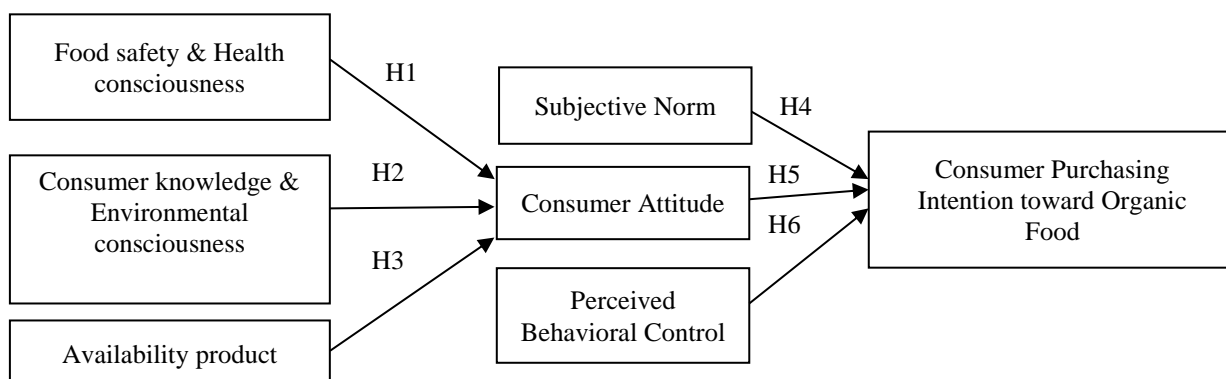 Food safety & Health
consciousness
H1
Consumer knowledge &
Environmental
consciousness
H2
Availability product
H3
Subjective Norm
H4
Consumer Attitude
H5
Perceived
Behavioral Control
H6
Consumer Purchasing
Intention toward Organic
Food